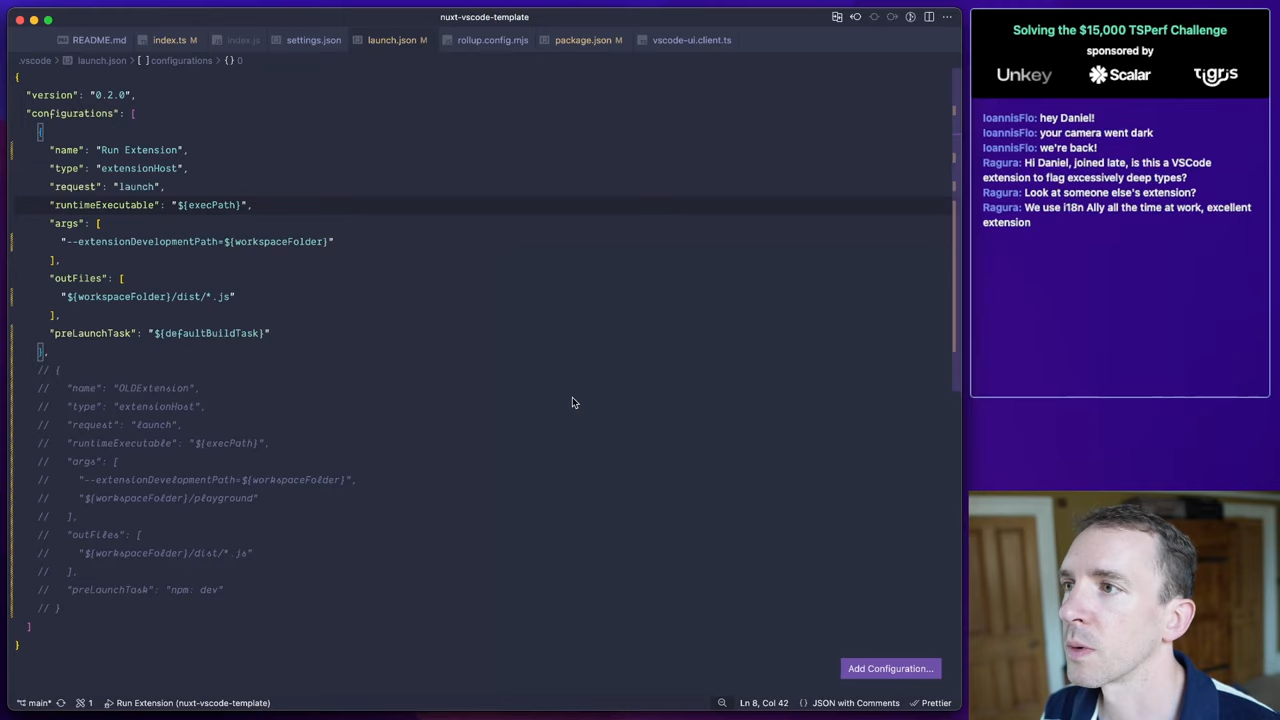 nuxt-vscode-template
README.md
index.ts M
index.js
settings.json
launch.json M
rollup.config.mjs
package.json M
vscode-ui.client.ts
.vscode > launch.json > [ ] configurations > {} 0
{
"version": "0.2.0",
"configurations": [
{
"name": "Run Extension",
"type": "extensionHost",
"request": "launch",
"runtimeExecutable": "${execPath}",
"args": [
"--extensionDevelopmentPath=${workspaceFolder}"
],
"outFiles": [
"${workspaceFolder}/dist/*.js"
],
"preLaunchTask": "${defaultBuildTask}"
},
// {
//   "name": "OLDExtension",
//   "type": "extensionHost",
//   "request": "launch",
//   "runtimeExecutable": "${execPath}",
//   "args": [
//     "--extensionDevelopmentPath=${workspaceFolder}",
//     "${workspaceFolder}/playground"
//   ],
//   "outFiles": [
//     "${workspaceFolder}/dist/*.js"
//   ],
//   "preLaunchTask": "npm: dev"
// }
]
}
Add Configuration...
main*
1
Run Extension (nuxt-vscode-template)
Ln 8, Col 42
{} JSON with Comments
Prettier
Solving the $15,000 TSPerf Challenge
sponsored by
Unkey
Scalar
tigris
IoannisFlo: hey Daniel!
IoannisFlo: your camera went dark
IoannisFlo: we're back!
Ragura: Hi Daniel, joined late, is this a VSCode
extension to flag excessively deep types?
Ragura: Look at someone else's extension?
Ragura: We use i18n Ally all the time at work, excellent
extension